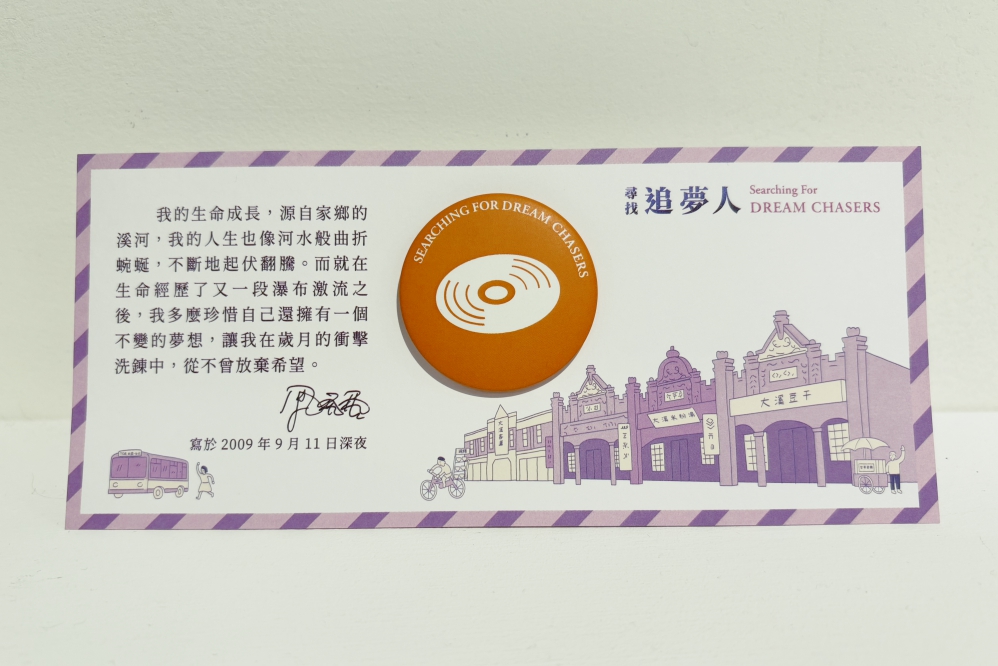 我的生命成長，源自家鄉的
溪河，我的人生也像河水般曲折
蜿蜒，不斷地起伏翻騰。而就在
生命經歷了又一段瀑布激流之
後，我多麼珍惜自己還擁有一個
不變的夢想，讓我在歲月的衝擊
洗鍊中，從不曾放棄希望。
寫於 2009 年 9 月 11 日深夜
SEARCHING FOR DREAM CHASERS
尋找
追夢人
Searching For
DREAM CHASERS
大溪豆干